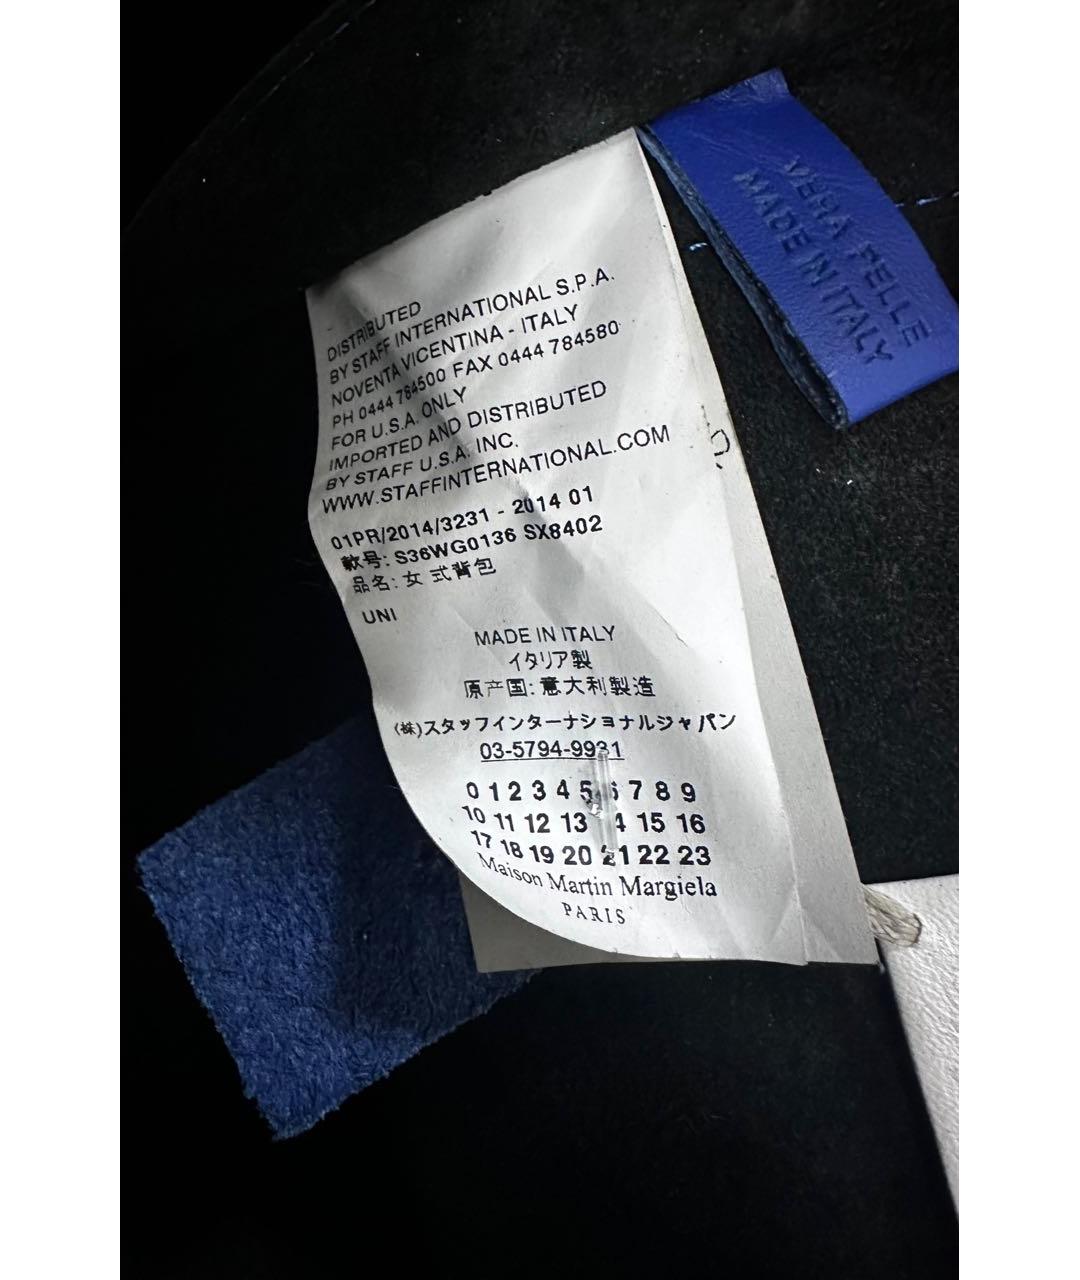 DISTRIBUTED
BY STAFF INTERNATIONAL S.P.A.
NOVENTA VICENTINA - ITALY
PH 0444 784500 FAX 0444 784580
FOR U.S.A. ONLY
IMPORTED AND DISTRIBUTED
BY STAFF U.S.A. INC.
WWW.STAFFINTERNATIONAL.COM
01PR/2014/3231 - 2014 01
款号: S36WG0136 SX8402
品名: 女式背包
UNI
MADE IN ITALY
イタリア製
原产国: 意大利製造
(株)スタッフインターナショナルジャパン
03-5794-9931
0 1 2 3 4 5 6 7 8 9
10 11 12 13 14 15 16
17 18 19 20 21 22 23
Maison Martin Margiela
PARIS
VERA PELLE
MADE IN ITALY